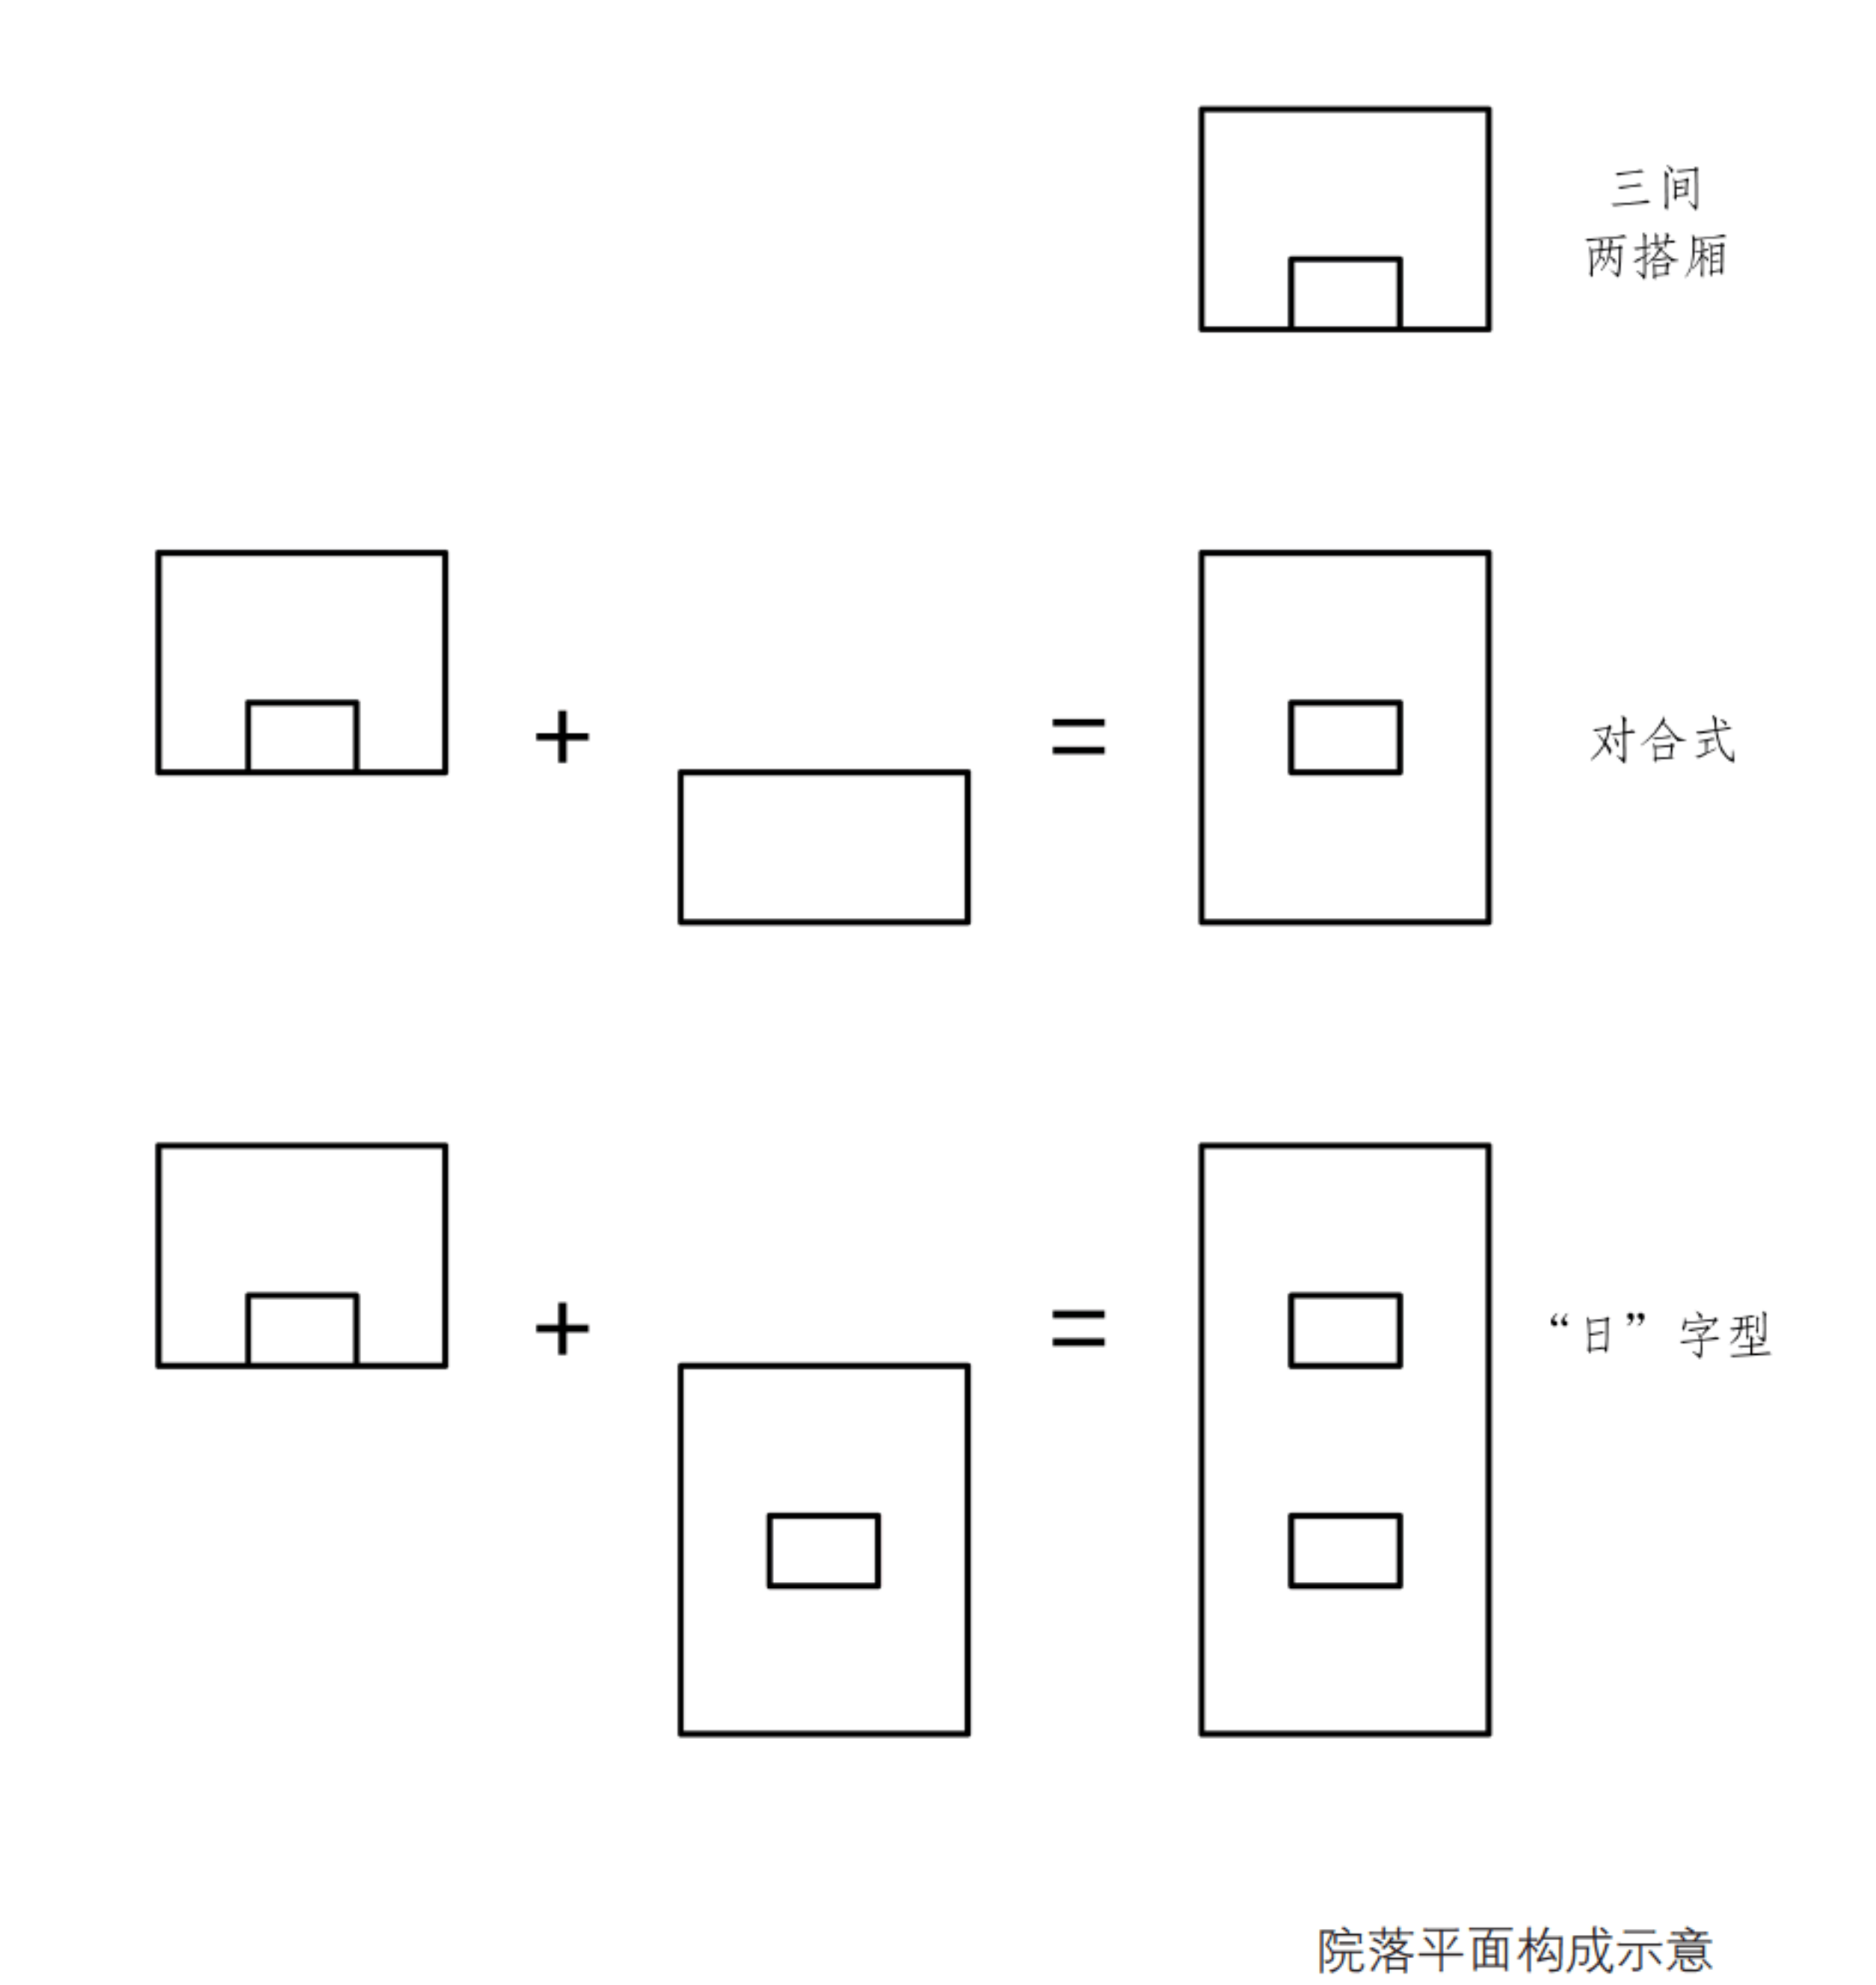 三间
两搭厢
+
=
对合式
+
=
“日”字型
院落平面构成示意